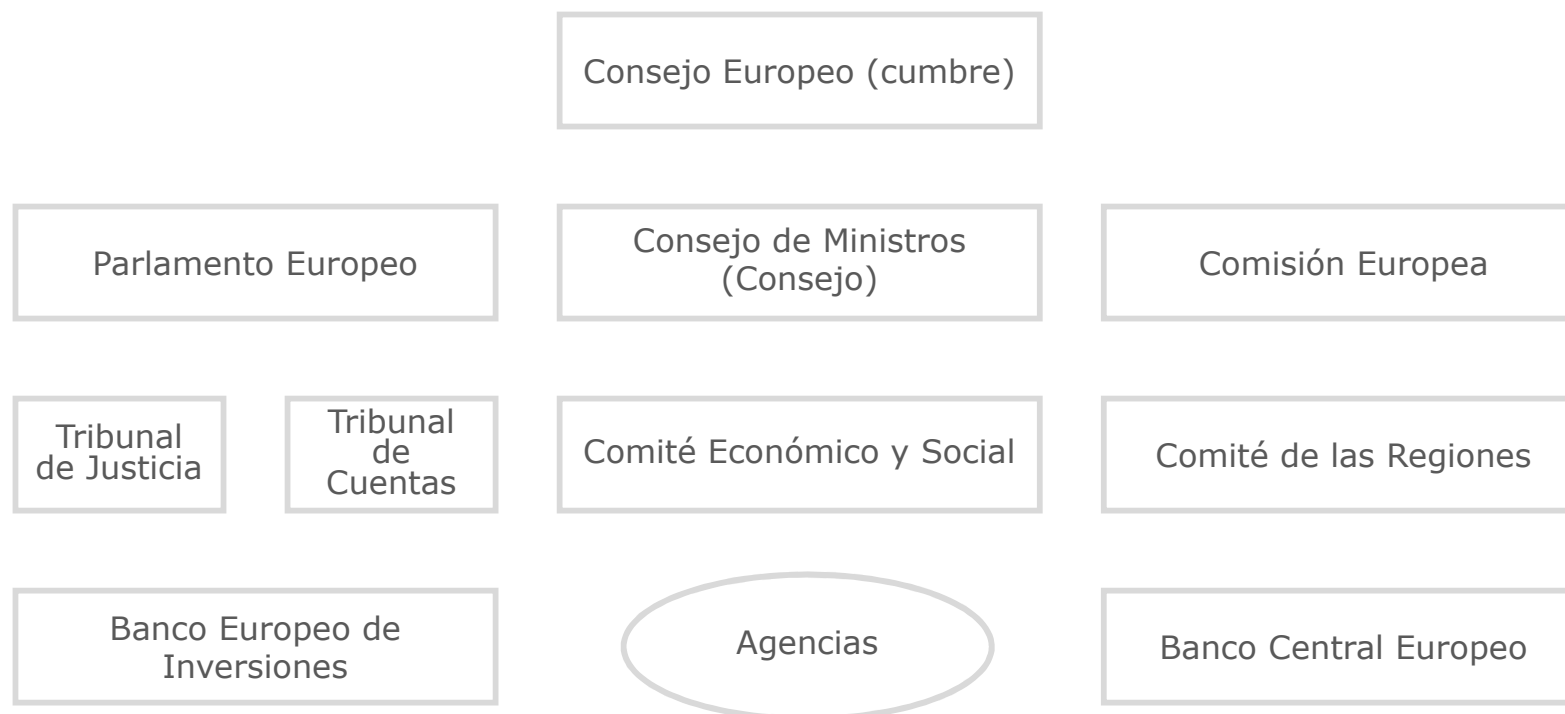 Consejo Europeo (cumbre)
Parlamento Europeo
Consejo de Ministros
(Consejo)
Comisión Europea
Tribunal
de Justicia
Tribunal
de
Cuentas
Comité Económico y Social
Comité de las Regiones
Banco Europeo de
Inversiones
Agencias
Banco Central Europeo